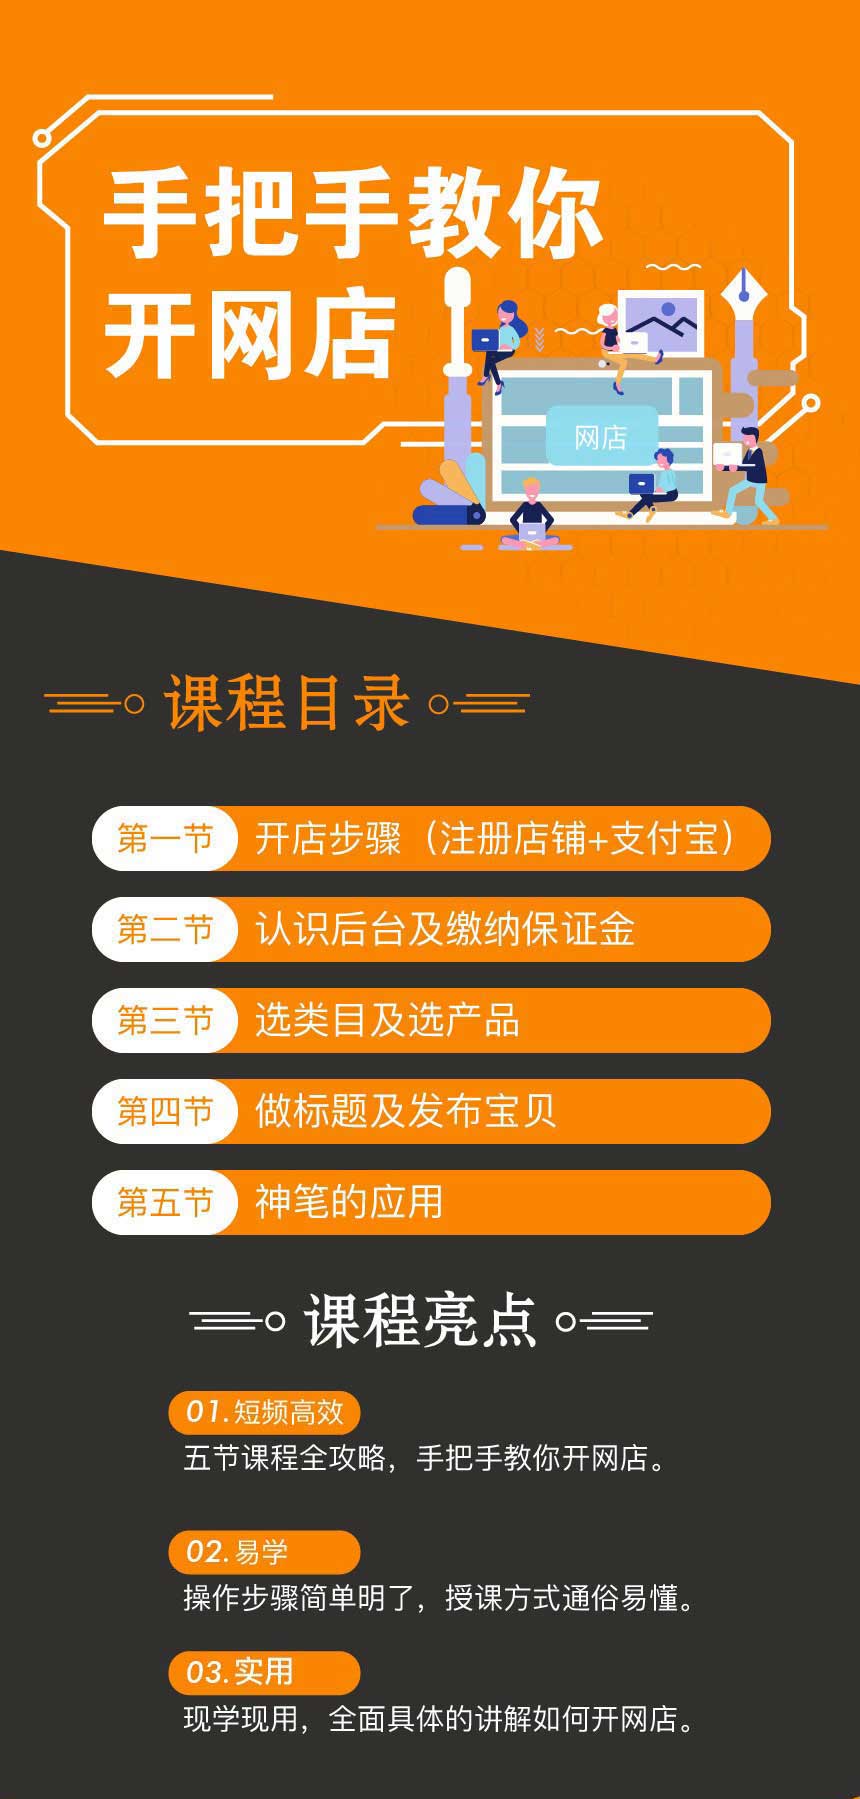 手把手教你
开网店
网店
课程目录
第一节 开店步骤（注册店铺+支付宝）
第二节 认识后台及缴纳保证金
第三节 选类目及选产品
第四节 做标题及发布宝贝
第五节 神笔的应用
课程亮点
01.短频高效
五节课程全攻略，手把手教你开网店。
02.易学
操作步骤简单明了，授课方式通俗易懂。
03.实用
现学现用，全面具体的讲解如何开网店。